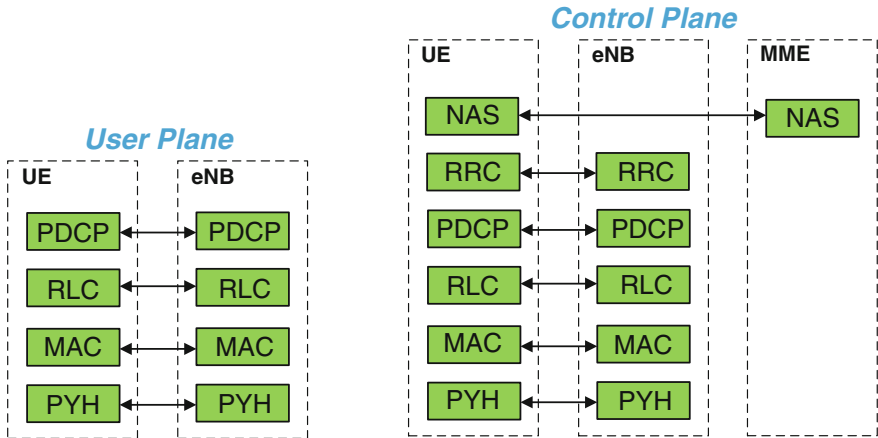 User Plane
UE eNB
PDCP PDCP
RLC RLC
MAC MAC
PYH PYH
Control Plane
UE eNB MME
NAS NAS
RRC RRC
PDCP PDCP
RLC RLC
MAC MAC
PYH PYH